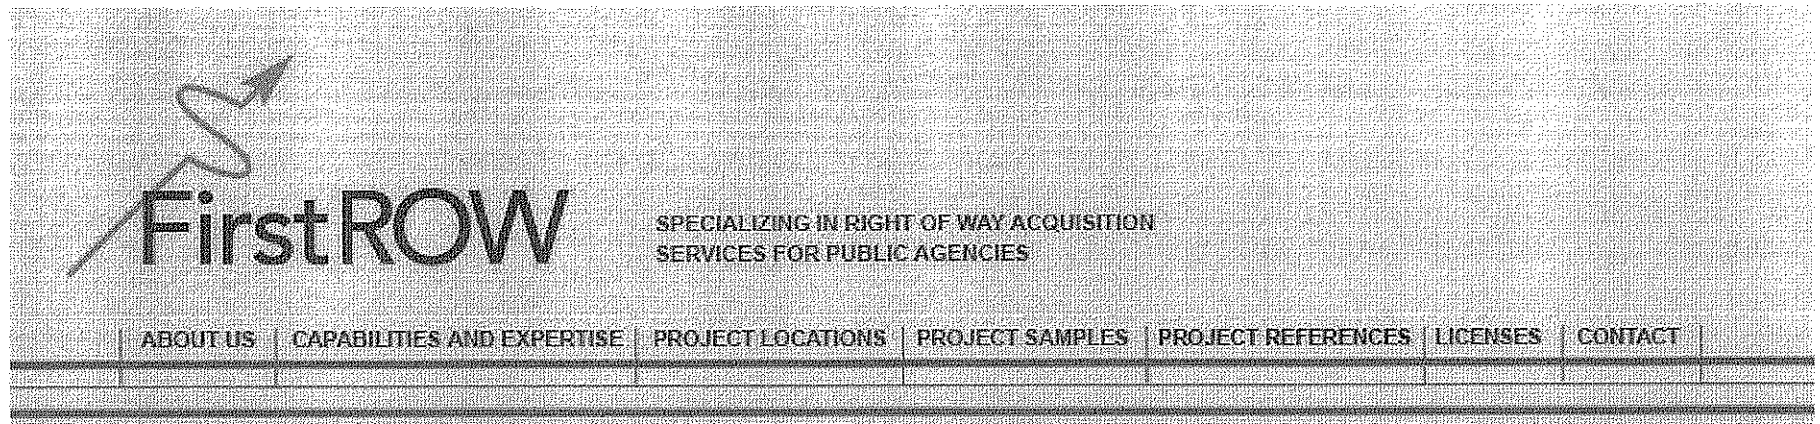 FirstROW
SPECIALIZING IN RIGHT OF WAY ACQUISITION
SERVICES FOR PUBLIC AGENCIES
ABOUT US | CAPABILITIES AND EXPERTISE | PROJECT LOCATIONS | PROJECT SAMPLES | PROJECT REFERENCES | LICENSES | CONTACT